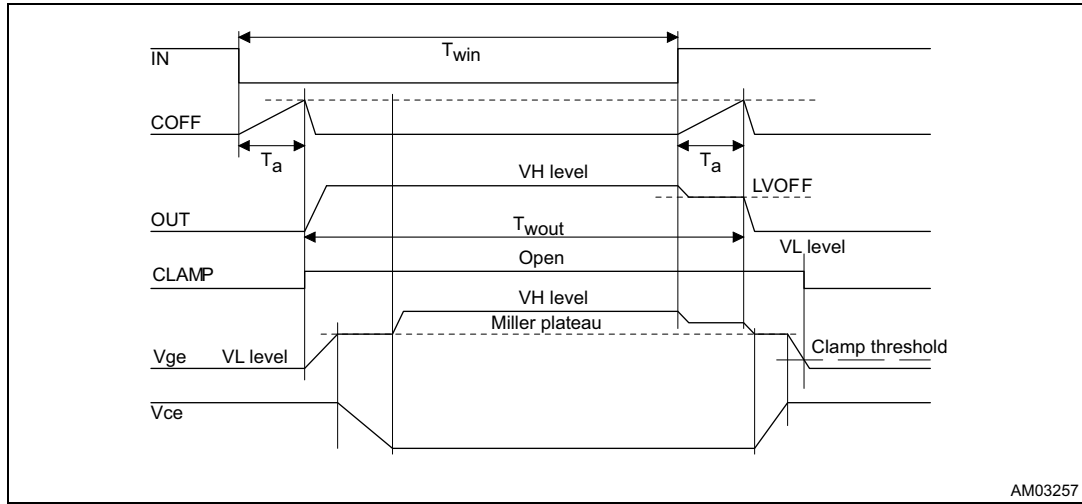 IN
Twin
COFF
Ta
Ta
VH level
LVOFF
OUT
Twout
VL level
Open
CLAMP
VH level
Miller plateau
Clamp threshold
Vge
VL level
Vce
AM03257